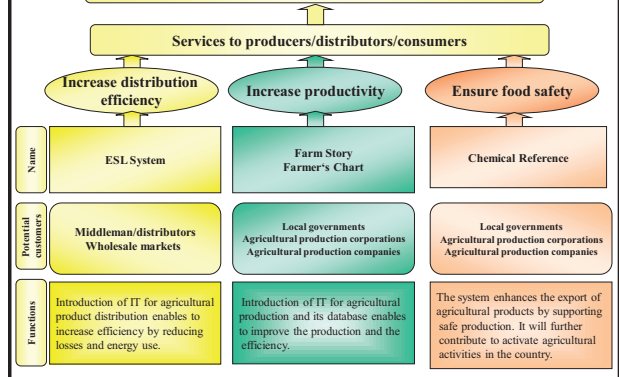 Services to producers/distributors/consumers
Increase distribution
efficiency
Increase productivity
Ensure food safety
Name
ESL System
Farm Story
Farmer‘s Chart
Chemical Reference
Potential
customers
Middleman/distributors
Wholesale markets
Local governments
Agricultural production corporations
Agricultural production companies
Local governments
Agricultural production corporations
Agricultural production companies
Functions
Introduction of IT for agricultural
product distribution enables to
increase efficiency by reducing
losses and energy use.
Introduction of IT for agricultural
production and its database enables
to improve the production and the
efficiency.
The system enhances the export of
agricultural products by supporting
safe production. It will further
contribute to activate agricultural
activities in the country.